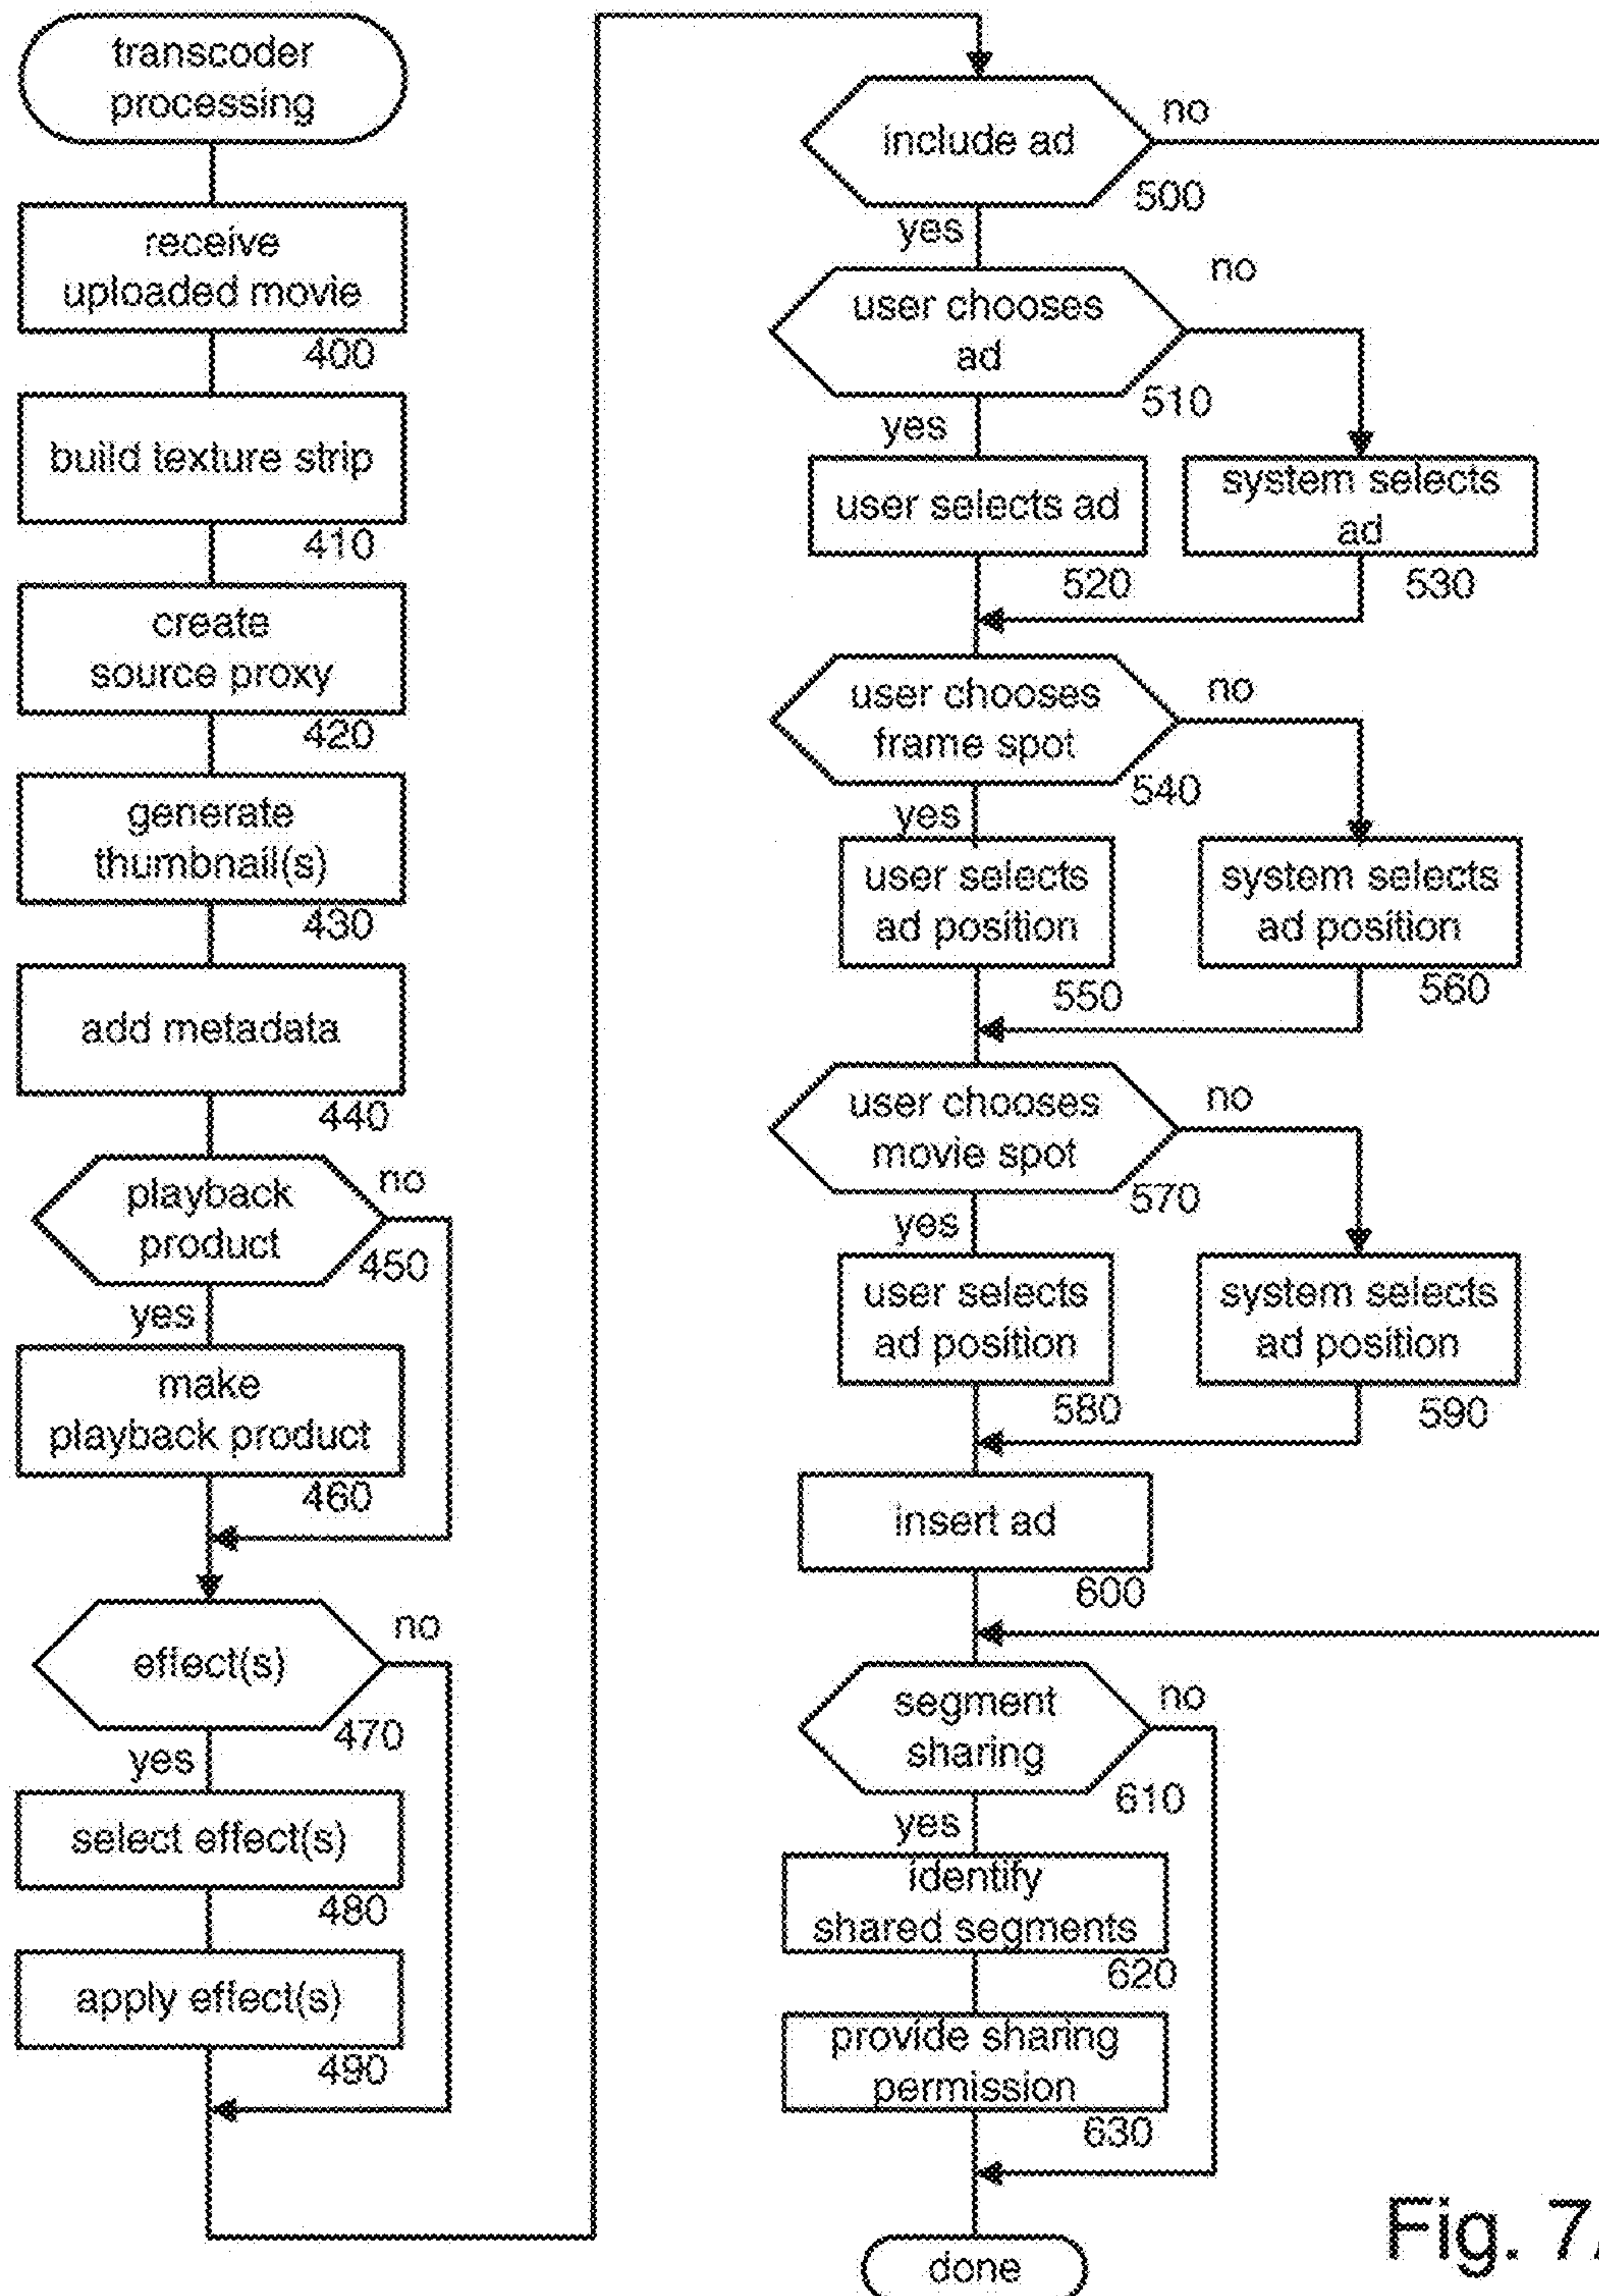 transcoder
processing
receive
uploaded movie
400
build texture strip
410
create
source proxy
420
generate
thumbnail(s)
430
add metadata
440
playback
product
no
450
yes
make
playback product
460
effect(s)
no
470
yes
select effect(s)
480
apply effect(s)
490
include ad
no
500
yes
user chooses
ad
no
510
yes
user selects ad
520
system selects
ad
530
user chooses
frame spot
no
540
yes
user selects
ad position
550
system selects
ad position
560
user chooses
movie spot
no
570
yes
user selects
ad position
580
system selects
ad position
590
insert ad
600
segment
sharing
no
610
yes
identify
shared segments
620
provide sharing
permission
630
done
Fig. 7